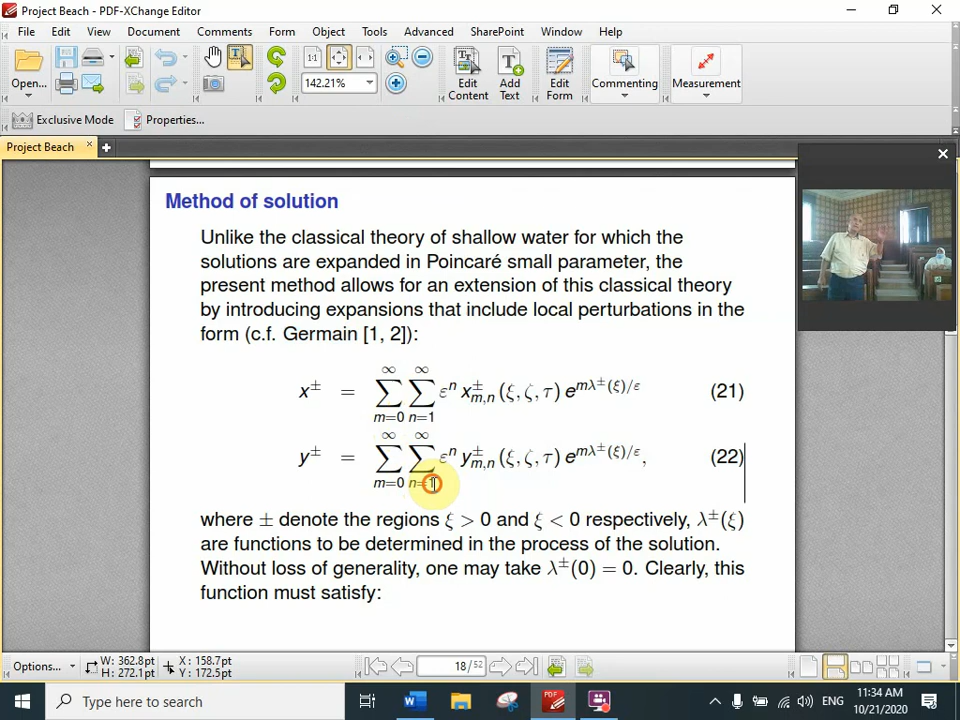 Project Beach - PDF-XChange Editor
File Edit View Document Comments Form Object Tools Advanced SharePoint Window Help
Open...
142.21%
Edit Content
Add Text
Edit Form
Commenting
Measurement
Exclusive Mode
Properties...
Project Beach
Method of solution
Unlike the classical theory of shallow water for which the
solutions are expanded in Poincaré small parameter, the
present method allows for an extension of this classical theory
by introducing expansions that include local perturbations in the
form (c.f. Germain [1, 2]):
x± = ∑_{m=0}^{∞} ∑_{n=1}^{∞} ε^n x±_{m,n} (ξ, ζ, τ) e^{mλ±(ξ)/ε} (21)
y± = ∑_{m=0}^{∞} ∑_{n=1}^{∞} ε^n y±_{m,n} (ξ, ζ, τ) e^{mλ±(ξ)/ε}, (22)
where ± denote the regions ξ > 0 and ξ < 0 respectively, λ±(ξ)
are functions to be determined in the process of the solution.
Without loss of generality, one may take λ±(0) = 0. Clearly, this
function must satisfy:
Options...
W: 362.8pt
H: 272.1pt
X: 158.7pt
Y: 172.5pt
18 / 52
Type here to search
ENG
11:34 AM
10/21/2020